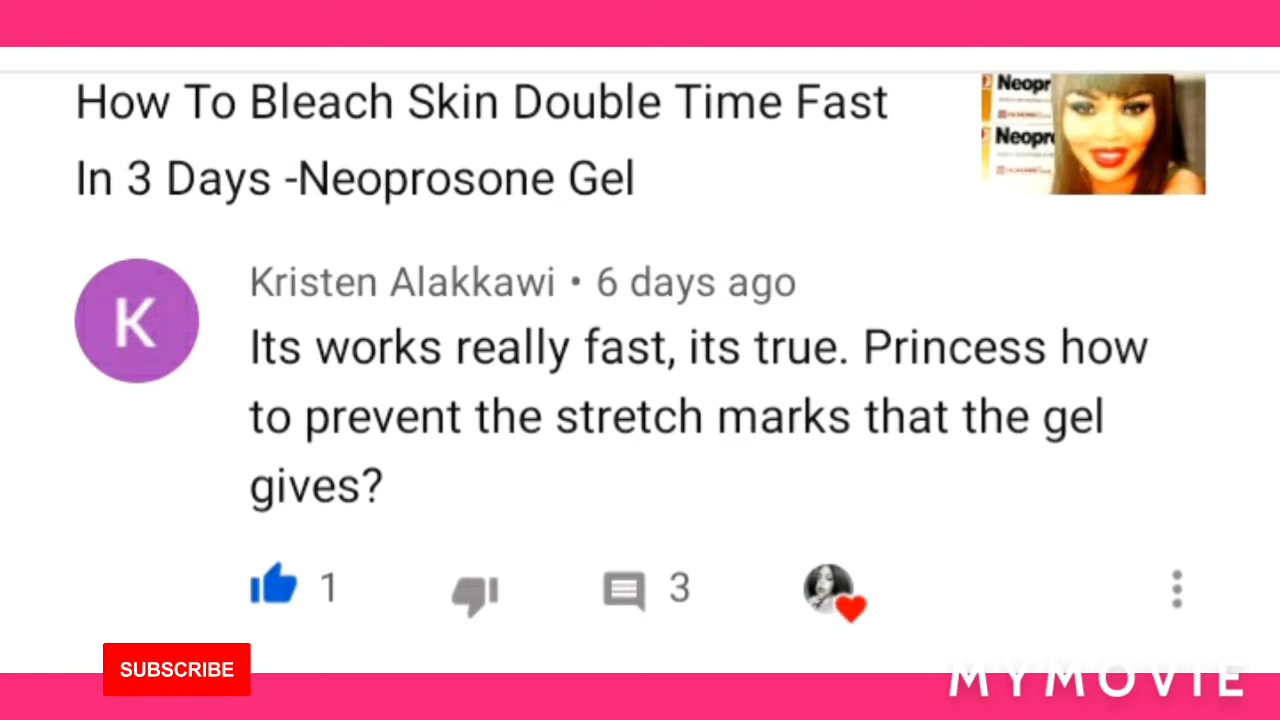 How To Bleach Skin Double Time Fast
In 3 Days -Neoprosone Gel
Neopr
Neopro
Kristen Alakkawi • 6 days ago
K
Its works really fast, its true. Princess how
to prevent the stretch marks that the gel
gives?
1
3
SUBSCRIBE
MYMOVIE